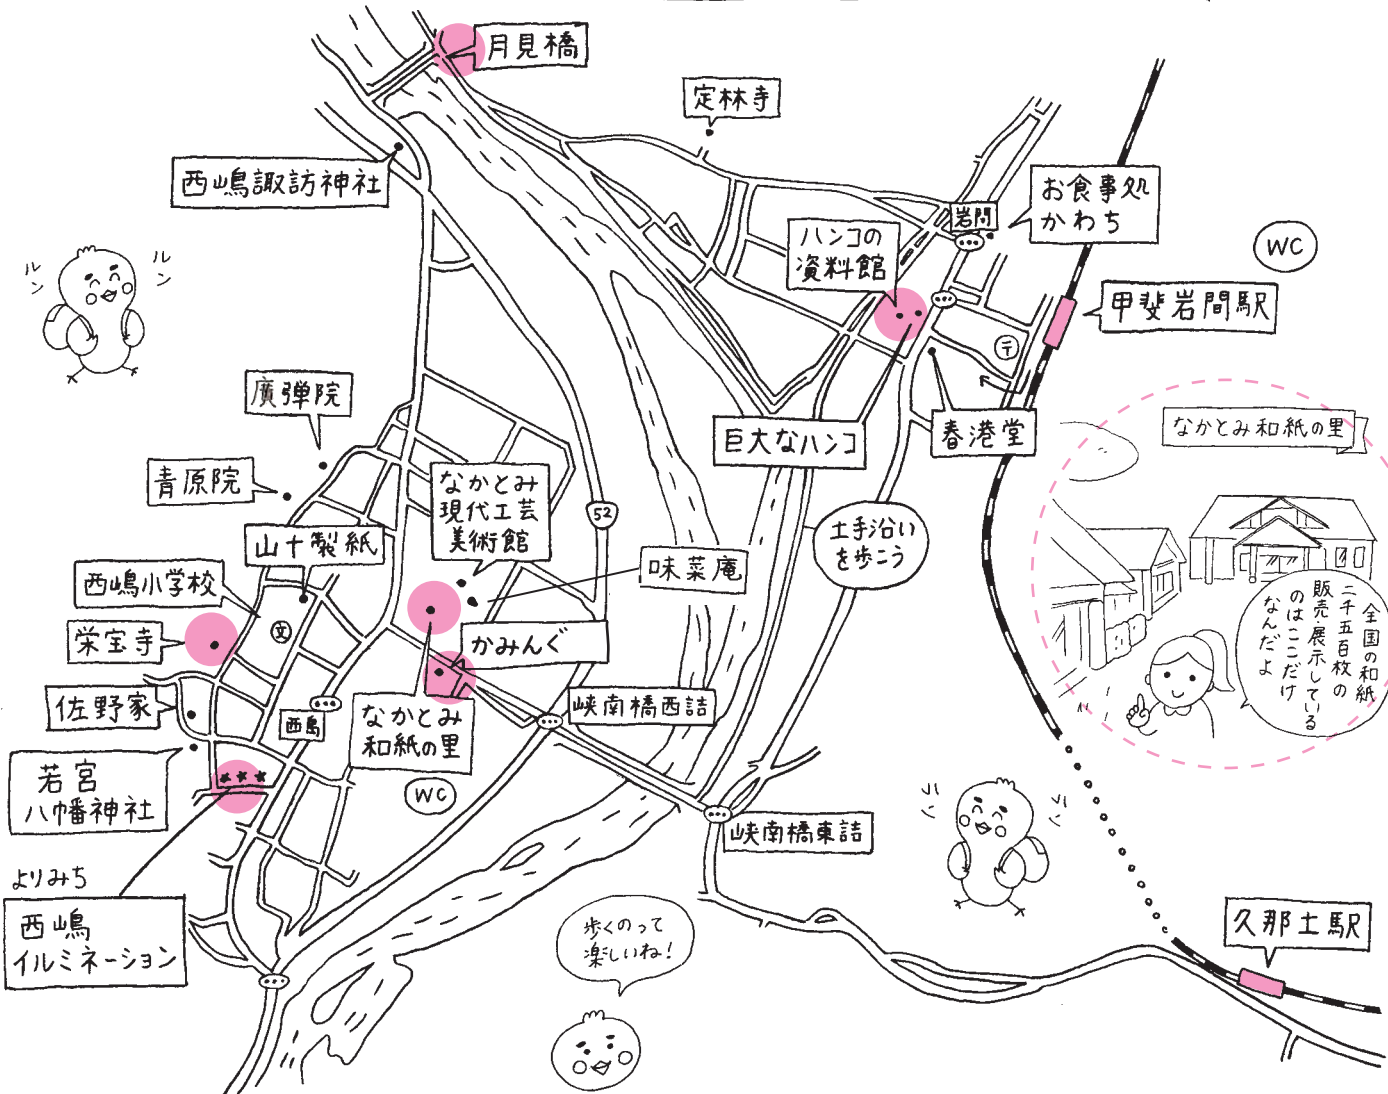 月見橋
定林寺
西嶋諏訪神社
お食事処
かわち
岩間
ハンコの
資料館
WC
甲斐岩間駅
ルン
ルン
〒
廣弾院
巨大なハンコ
春港堂
なかとみ和紙の里
青原院
なかとみ
現代工芸
美術館
52
山十製紙
土手沿い
を歩こう
味菜庵
西嶋小学校
文
栄宝寺
かみんぐ
全国の和紙
二千五百枚の
販売・展示している
のはここだけ
なんだよ
佐野家
西島
なかとみ
和紙の里
峡南橋西詰
若宮
八幡神社
WC
峡南橋東詰
ラン
ラン
よりみち
西嶋
イルミネーション
歩くのって
楽しいね!
久那土駅